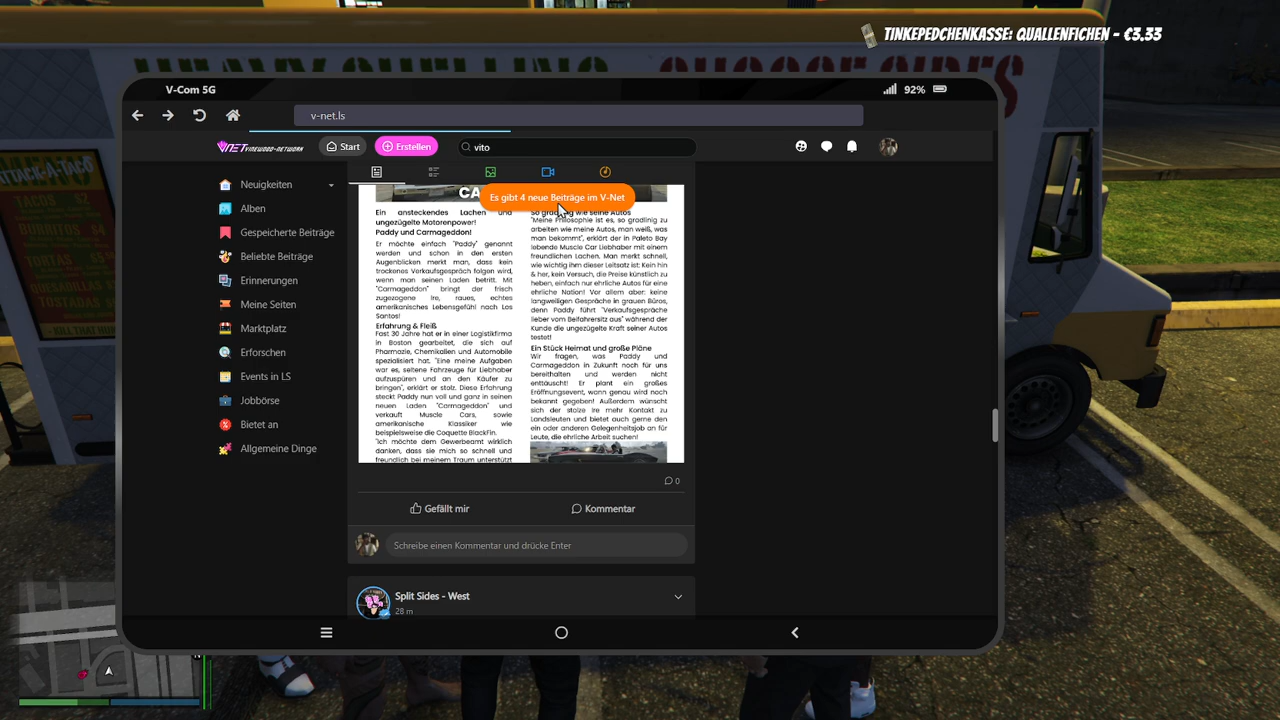 TINKEPEDCHENKASSE: QUALLENFICHEN - €3.33
V-Com 5G
92%
v-net.ls
VNET VINEWOOD-NETWORK
Start
Erstellen
vito
ATTACK-A-TACO
TACOS
BURRITOS $4
TORTAS
QUESADILLAS
TOSTADAS
Neuigkeiten
Alben
Gespeicherte Beiträge
Beliebte Beiträge
Erinnerungen
Meine Seiten
Marktplatz
Erforschen
Events in LS
Jobbörse
Bietet an
Allgemeine Dinge
CA
Es gibt 4 neue Beiträge im V-Net
Ein ansteckendes Lachen und
ungezügelte Motorenpower!
Paddy und Carmageddon!
Er möchte einfach "Paddy" genannt
werden und schon in den ersten
Augenblicken merkt man, dass kein
trockenes Verkaufsgespräch folgen wird,
wenn man seinen Laden betritt. Mit
"Carmageddon" bringt der frisch
zugezogene Ire, raues, echtes
amerikanisches Lebensgefühl nach Los
Santos!
Erfahrung & Fleiß
Fast 30 Jahre hat er in einer Logistikfirma
in Boston gearbeitet, die sich auf
Pharmazie, Chemikalien und Automobile
spezialisiert hat. "Eine meine Aufgaben
war es, seltene Fahrzeuge für Liebhaber
aufzuspüren und an den Käufer zu
bringen", erklärt er stolz. Diese Erfahrung
steckt Paddy nun voll und ganz in seinen
neuen Laden "Carmageddon" und
verkauft Muscle Cars, sowie
amerikanische Klassiker wie
beispielsweise die Coquette BlackFin.
"Ich möchte dem Gewerbeamt wirklich
danken, dass sie mich so schnell und
freundlich bei meinem Traum unterstützt
So gradlinig wie seine Autos
"Meine Philosophie ist es, so gradlinig zu
arbeiten wie meine Autos, man weiß, was
man bekommt", erklärt der in Paleto Bay
lebende Muscle Car Liebhaber mit einem
freundlichen Lachen. Man merkt schnell,
wie wichtig ihm dieser Leitsatz ist: Kein hin
& her, kein Versuch, die Preise künstlich zu
heben, einfach nur ehrliche Autos für eine
ehrliche Nation! Vor allem aber: keine
langweiligen Gespräche in grauen Büros,
denn Paddy führt "Verkaufsgespräche
lieber vom Beifahrersitz aus" während der
Kunde die ungezügelte Kraft seiner Autos
testet!
Ein Stück Heimat und große Pläne
Wir fragen, was Paddy und
Carmageddon in Zukunft noch für uns
bereithalten und werden nicht
enttäuscht! Er plant ein großes
Eröffnungsevent, wann genau wird noch
bekannt gegeben! Außerdem wünscht
sich der stolze Ire mehr Kontakt zu
Landsleuten und bietet auch gerne den
ein oder anderen Gelegenheitsjob an für
Leute, die ehrliche Arbeit suchen!
0
Gefällt mir
Kommentar
Schreibe einen Kommentar und drücke Enter
Split Sides - West
28 m